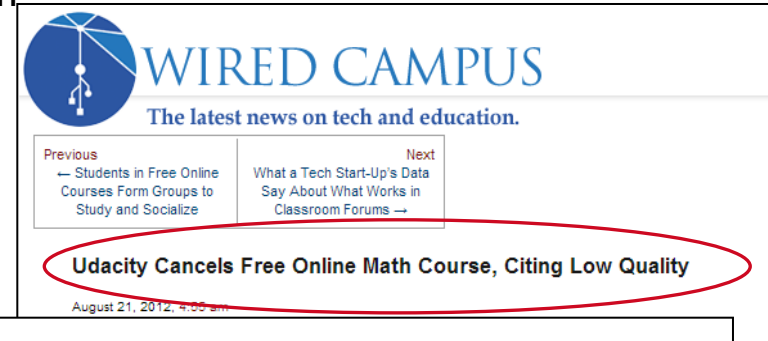 WIRED CAMPUS
The latest news on tech and education.
Previous
← Students in Free Online
Courses Form Groups to
Study and Socialize
Next
What a Tech Start-Up's Data
Say About What Works in
Classroom Forums →
Udacity Cancels Free Online Math Course, Citing Low Quality
August 21, 2012,